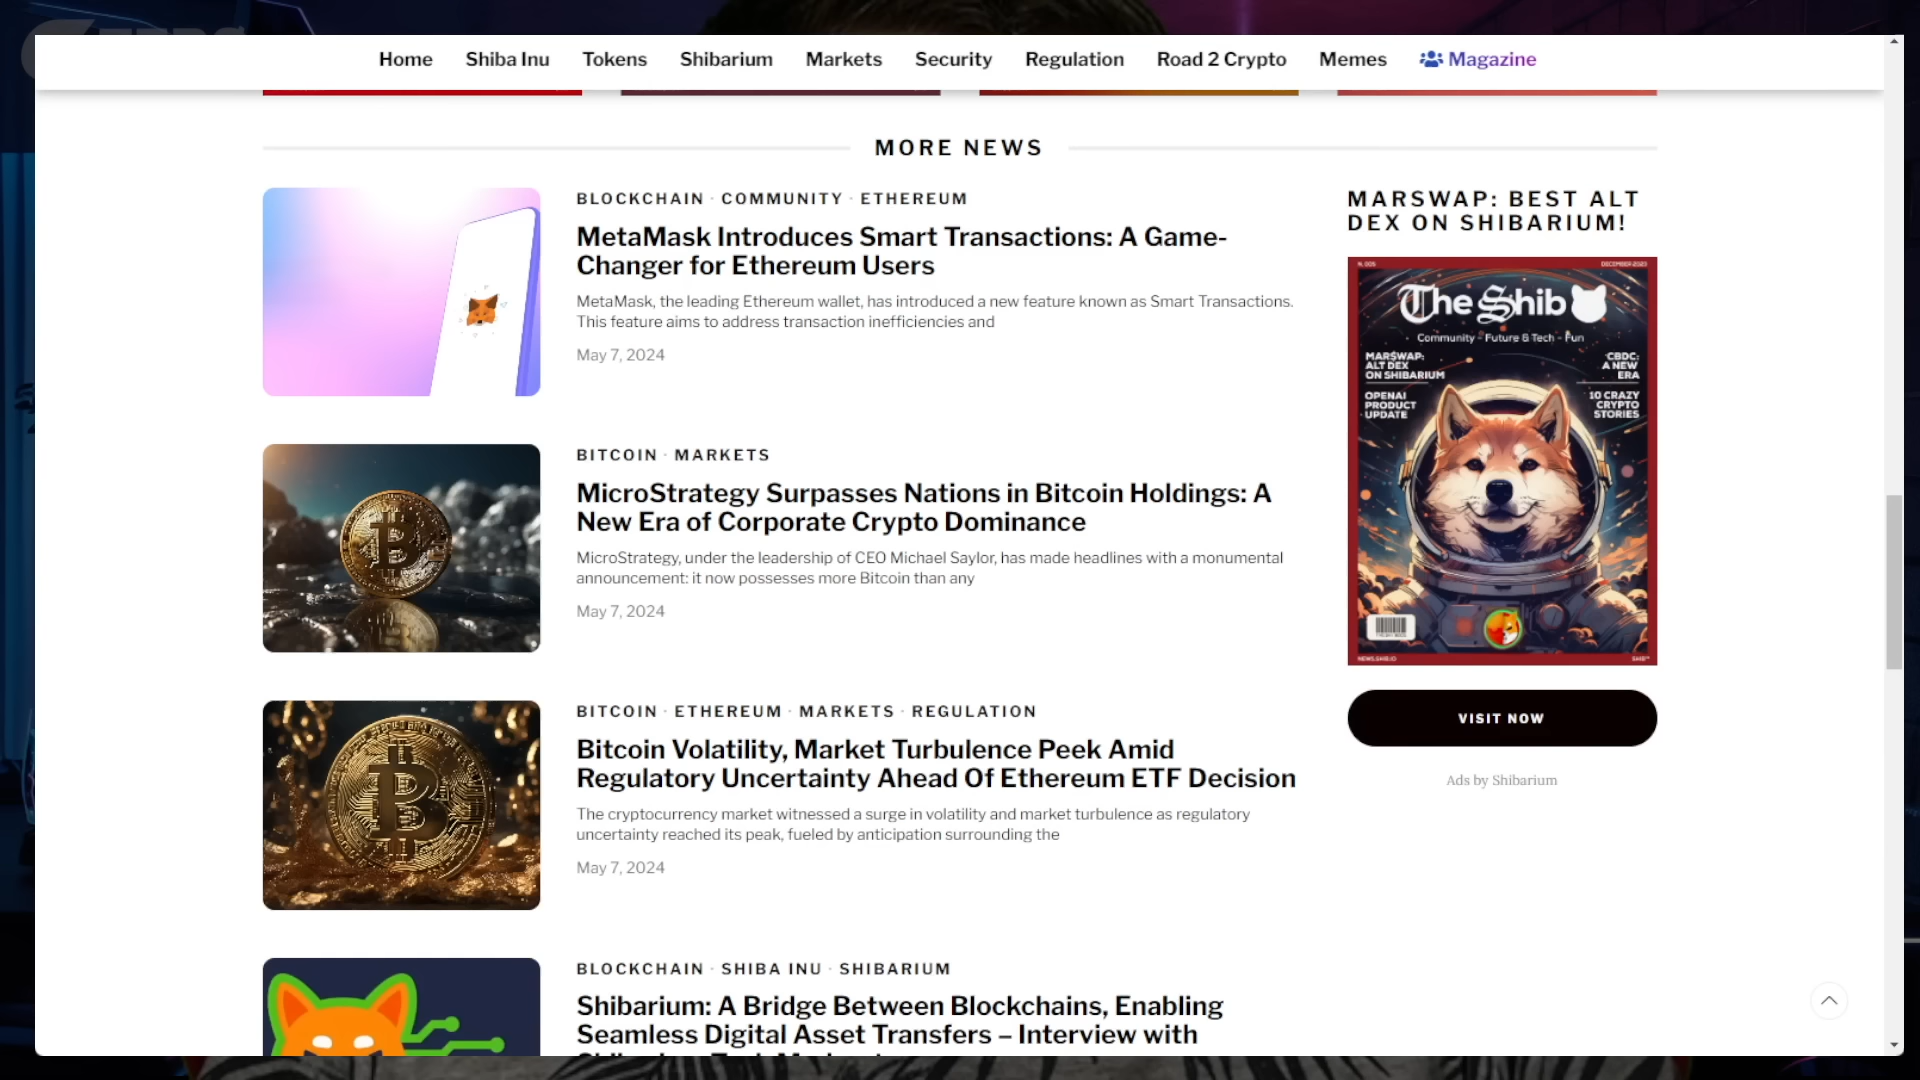 Home Shiba Inu Tokens Shibarium Markets Security Regulation Road 2 Crypto Memes Magazine
MORE NEWS
BLOCKCHAIN · COMMUNITY · ETHEREUM
MetaMask Introduces Smart Transactions: A Game-
Changer for Ethereum Users
MetaMask, the leading Ethereum wallet, has introduced a new feature known as Smart Transactions.
This feature aims to address transaction inefficiencies and
May 7, 2024
BITCOIN · MARKETS
MicroStrategy Surpasses Nations in Bitcoin Holdings: A
New Era of Corporate Crypto Dominance
MicroStrategy, under the leadership of CEO Michael Saylor, has made headlines with a monumental
announcement: it now possesses more Bitcoin than any
May 7, 2024
BITCOIN · ETHEREUM · MARKETS · REGULATION
Bitcoin Volatility, Market Turbulence Peek Amid
Regulatory Uncertainty Ahead Of Ethereum ETF Decision
The cryptocurrency market witnessed a surge in volatility and market turbulence as regulatory
uncertainty reached its peak, fueled by anticipation surrounding the
May 7, 2024
BLOCKCHAIN · SHIBA INU · SHIBARIUM
Shibarium: A Bridge Between Blockchains, Enabling
Seamless Digital Asset Transfers – Interview with
MARSWAP: BEST ALT
DEX ON SHIBARIUM!
N. 005 DECEMBER 2023
The Shib
Community - Future & Tech - Fun
MARSWAP:
ALT DEX
ON SHIBARIUM
OPENAI
PRODUCT
UPDATE
CBDC:
A NEW
ERA
10 CRAZY
CRYPTO
STORIES
NEWS.SHIB.IO
VISIT NOW
Ads by Shibarium